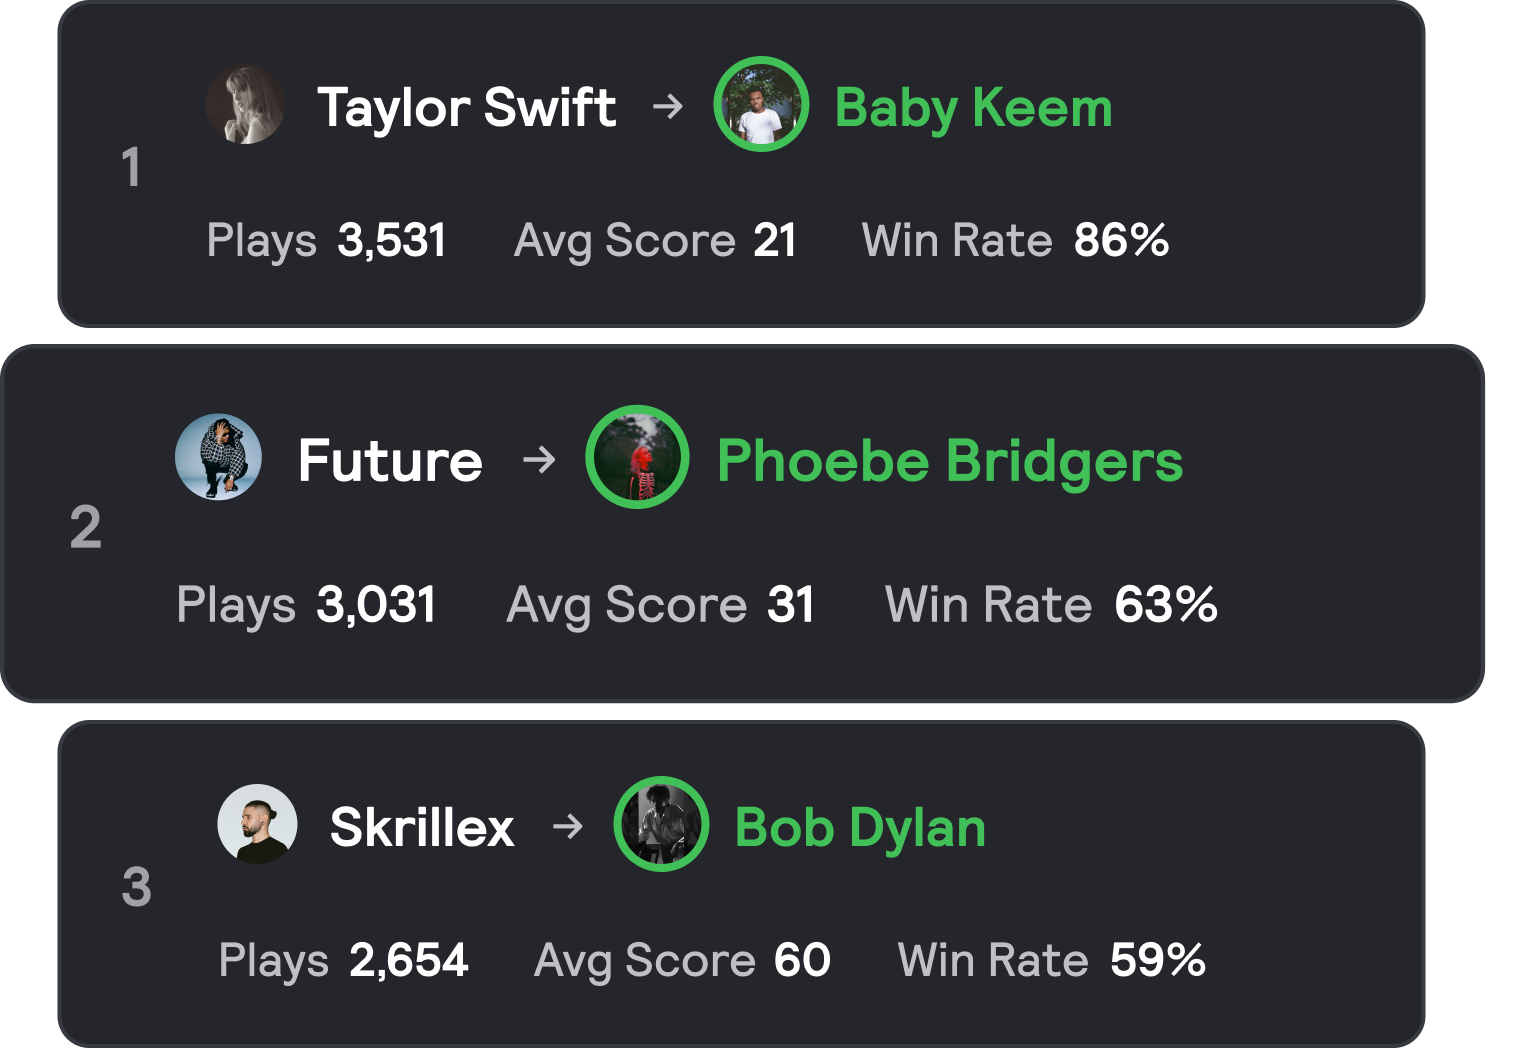 1
Taylor Swift → Baby Keem
Plays 3,531 Avg Score 21 Win Rate 86%
2
Future → Phoebe Bridgers
Plays 3,031 Avg Score 31 Win Rate 63%
3
Skrillex → Bob Dylan
Plays 2,654 Avg Score 60 Win Rate 59%